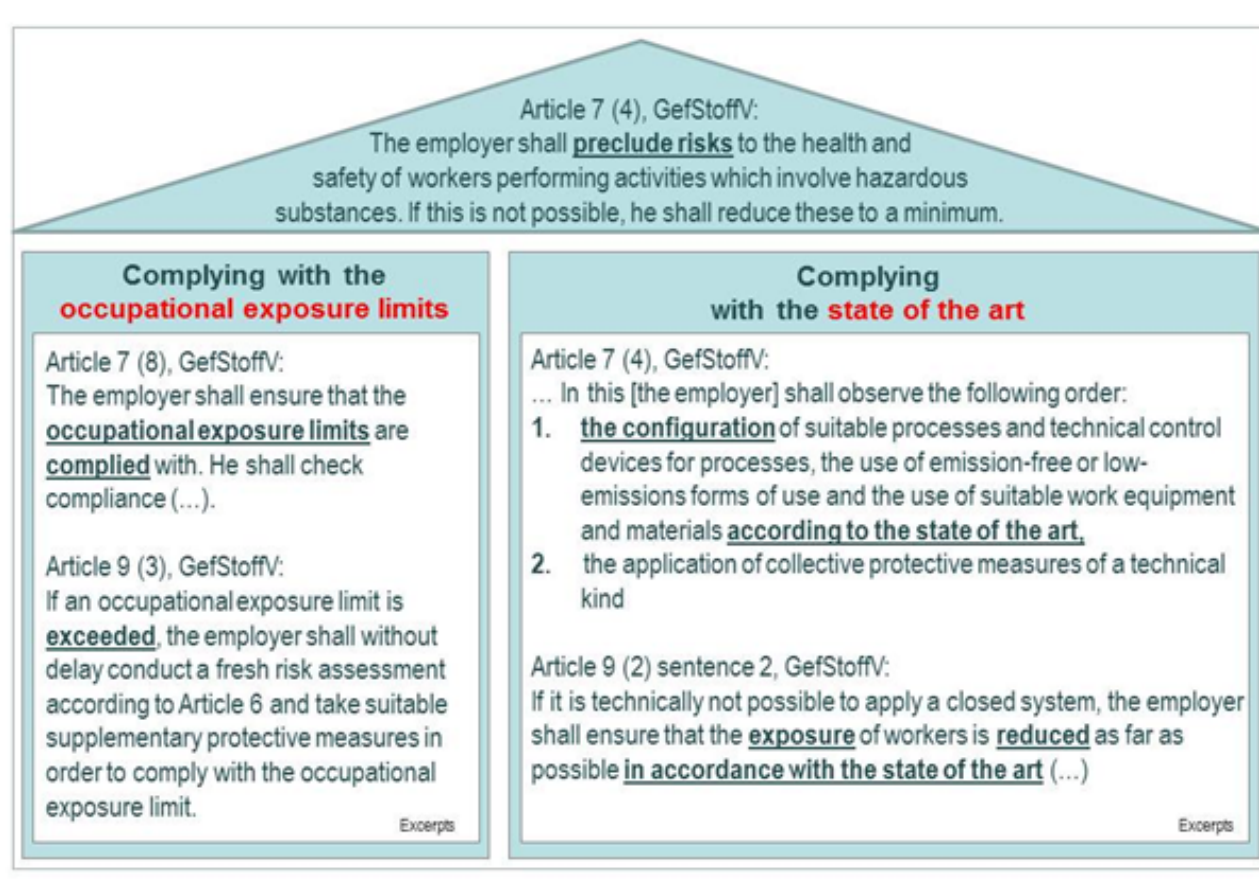 Article 7 (4), GefStoffV:
The employer shall preclude risks to the health and
safety of workers performing activities which involve hazardous
substances. If this is not possible, he shall reduce these to a minimum.
Complying with the
occupational exposure limits
Article 7 (8), GefStoffV:
The employer shall ensure that the
occupational exposure limits are
complied with. He shall check
compliance (…).
Article 9 (3), GefStoffV:
If an occupational exposure limit is
exceeded, the employer shall without
delay conduct a fresh risk assessment
according to Article 6 and take suitable
supplementary protective measures in
order to comply with the occupational
exposure limit.
Excerpts
Complying
with the state of the art
Article 7 (4), GefStoffV:
… In this [the employer] shall observe the following order:
1. the configuration of suitable processes and technical control
devices for processes, the use of emission-free or low-
emissions forms of use and the use of suitable work equipment
and materials according to the state of the art,
2. the application of collective protective measures of a technical
kind
Article 9 (2) sentence 2, GefStoffV:
If it is technically not possible to apply a closed system, the employer
shall ensure that the exposure of workers is reduced as far as
possible in accordance with the state of the art (…)
Excerpts